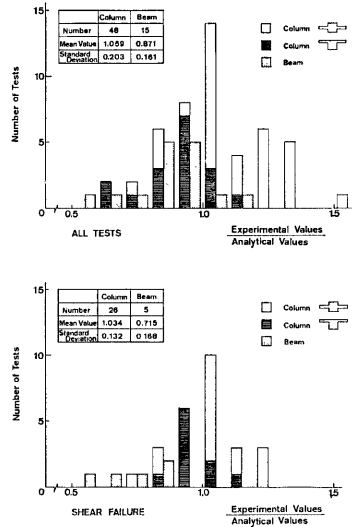 15
Column Beam
Number 48 15
Mean Value 1.059 0.871
Standard Deviation 0.203 0.161
Column
Column
Beam
Number of Tests
10
5
0
0.5
1.0
1.5
ALL TESTS
Experimental Values
Analytical Values
15
Column Beam
Number 26 5
Mean Value 1.034 0.715
Standard Deviation 0.132 0.168
Column
Column
Beam
Number of Tests
10
5
0
0.5
1.0
1.5
SHEAR FAILURE
Experimental Values
Analytical Values